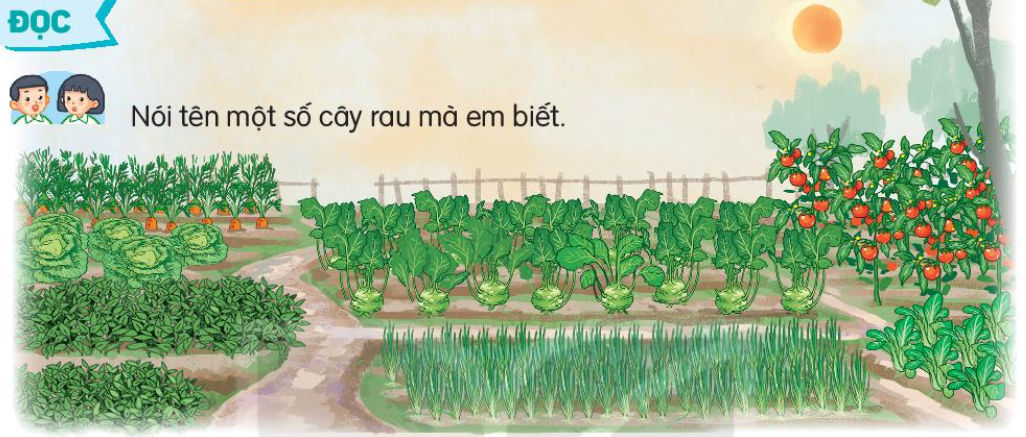 ĐỌC
Nói tên một số cây rau mà em biết.